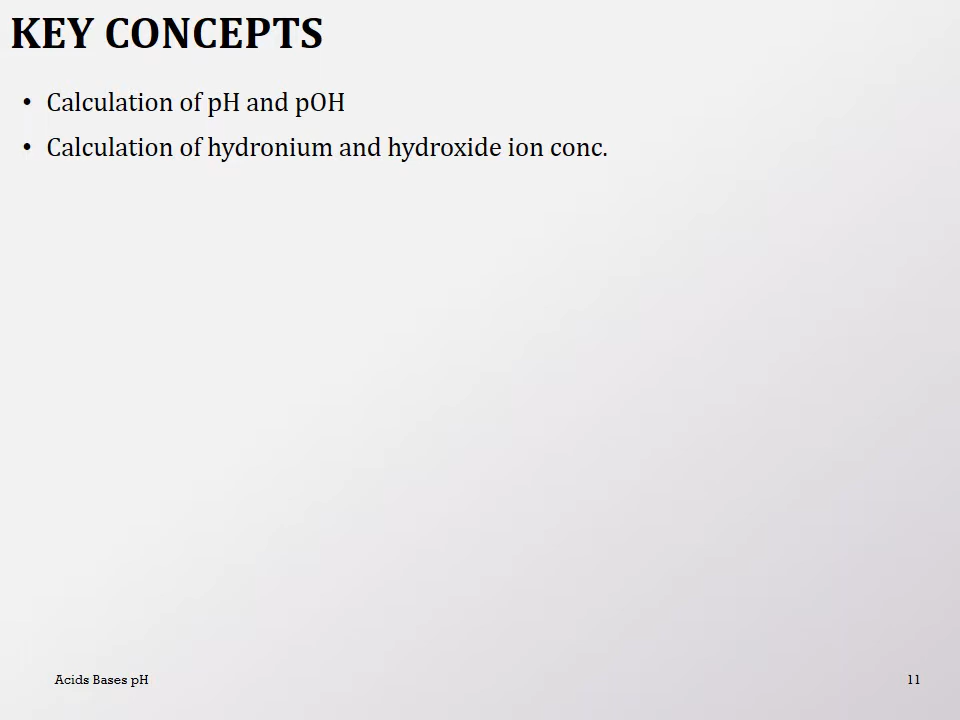 KEY CONCEPTS
• Calculation of pH and pOH
• Calculation of hydronium and hydroxide ion conc.
Acids Bases pH
11